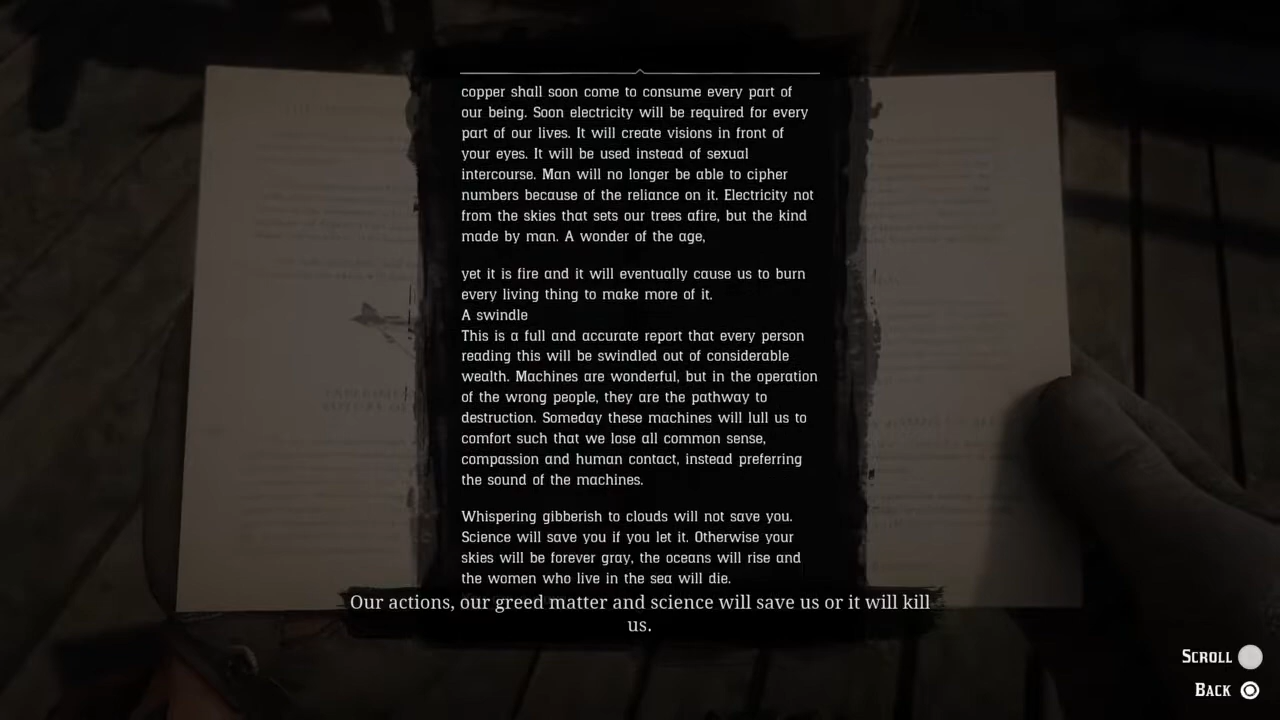 copper shall soon come to consume every part of
our being. Soon electricity will be required for every
part of our lives. It will create visions in front of
your eyes. It will be used instead of sexual
intercourse. Man will no longer be able to cipher
numbers because of the reliance on it. Electricity not
from the skies that sets our trees afire, but the kind
made by man. A wonder of the age,
yet it is fire and it will eventually cause us to burn
every living thing to make more of it.
A swindle
This is a full and accurate report that every person
reading this will be swindled out of considerable
wealth. Machines are wonderful, but in the operation
of the wrong people, they are the pathway to
destruction. Someday these machines will lull us to
comfort such that we lose all common sense,
compassion and human contact, instead preferring
the sound of the machines.
Whispering gibberish to clouds will not save you.
Science will save you if you let it. Otherwise your
skies will be forever gray, the oceans will rise and
the women who live in the sea will die.
Our actions, our greed matter and science will save us or it will kill
us.
Scroll
Back